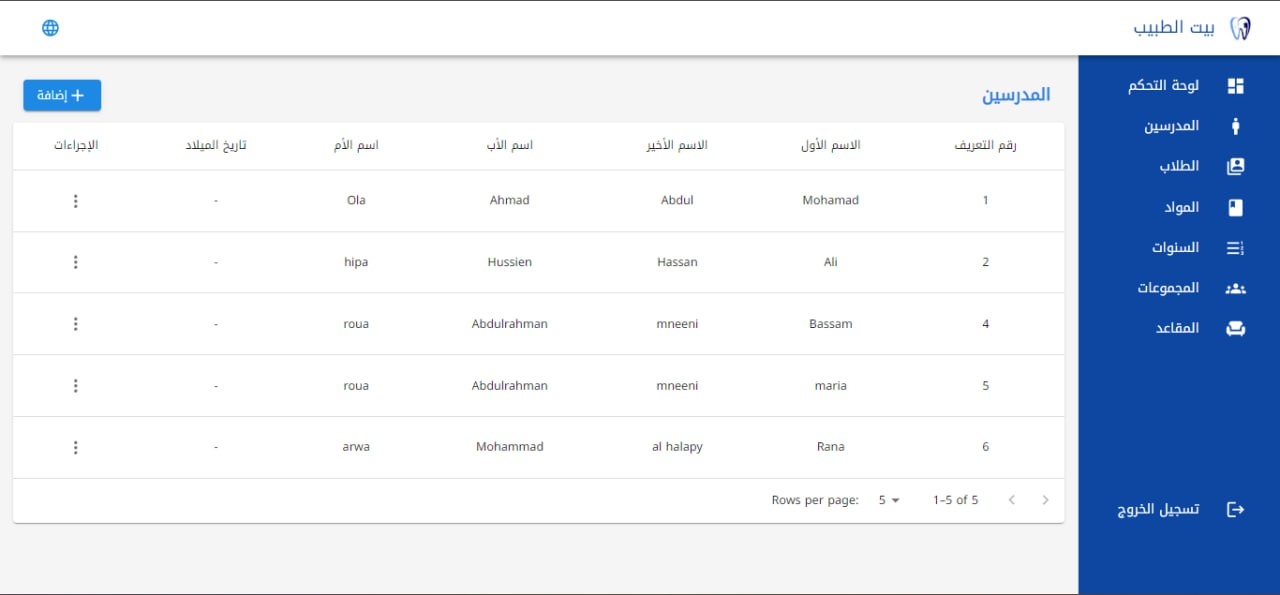 بيت الطبيب
لوحة التحكم
المدرسين
الطلاب
المواد
السنوات
المجموعات
المقاعد
تسجيل الخروج
المدرسين
إضافة +
رقم التعريف الاسم الأول الاسم الأخير اسم الأب اسم الأم تاريخ الميلاد الإجراءات
1 Mohamad Abdul Ahmad Ola -
2 Ali Hassan Hussien hipa -
4 Bassam mneeni Abdulrahman roua -
5 maria mneeni Abdulrahman roua -
6 Rana al halapy Mohammad arwa -
Rows per page: 5 1–5 of 5